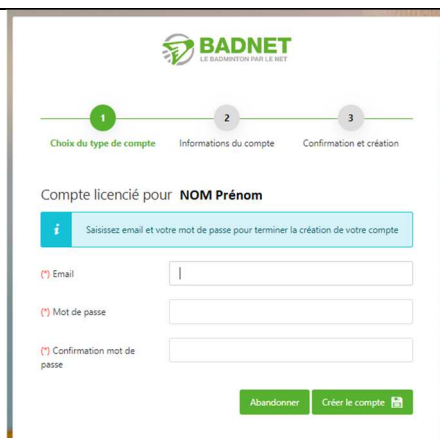 BADNET
LE BADMINTON PAR LE NET
1 2 3
Choix du type de compte Informations du compte Confirmation et création
Compte licencié pour NOM Prénom
i Saisissez email et votre mot de passe pour terminer la création de votre compte
(*) Email
(*) Mot de passe
(*) Confirmation mot de
passe
Abandonner Créer le compte